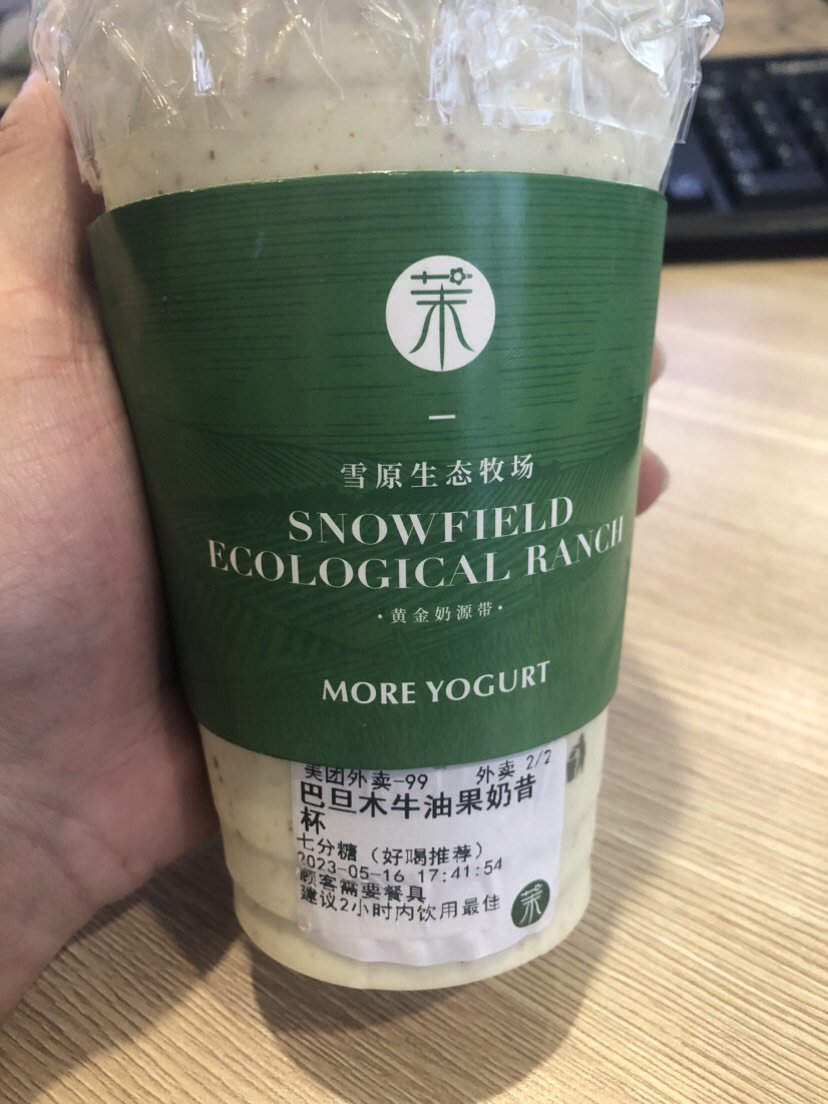 茉
雪原生态牧场
SNOWFIELD
ECOLOGICAL RANCH
·黄金奶源带·
MORE YOGURT
美团外卖-99 外卖 2/2
巴旦木牛油果奶昔
杯
七分糖（好喝推荐）
2023-05-16 17:41:54
顾客需要餐具
建议2小时内饮用最佳
茉